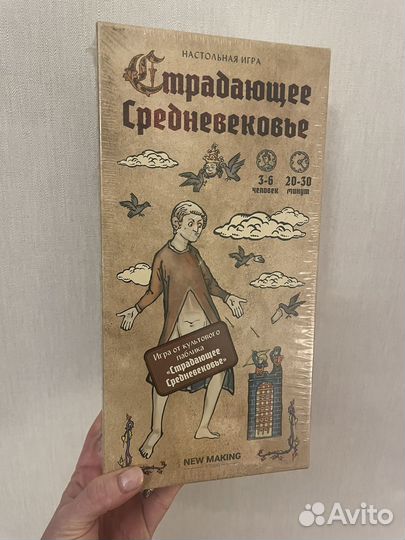 НАСТОЛЬНАЯ ИГРА
Страдающее
Средневековье
3-6 20-30
человек минут
Игра от культового
паблика
«Страдающее
Средневековье»
NEW MAKING
Avito